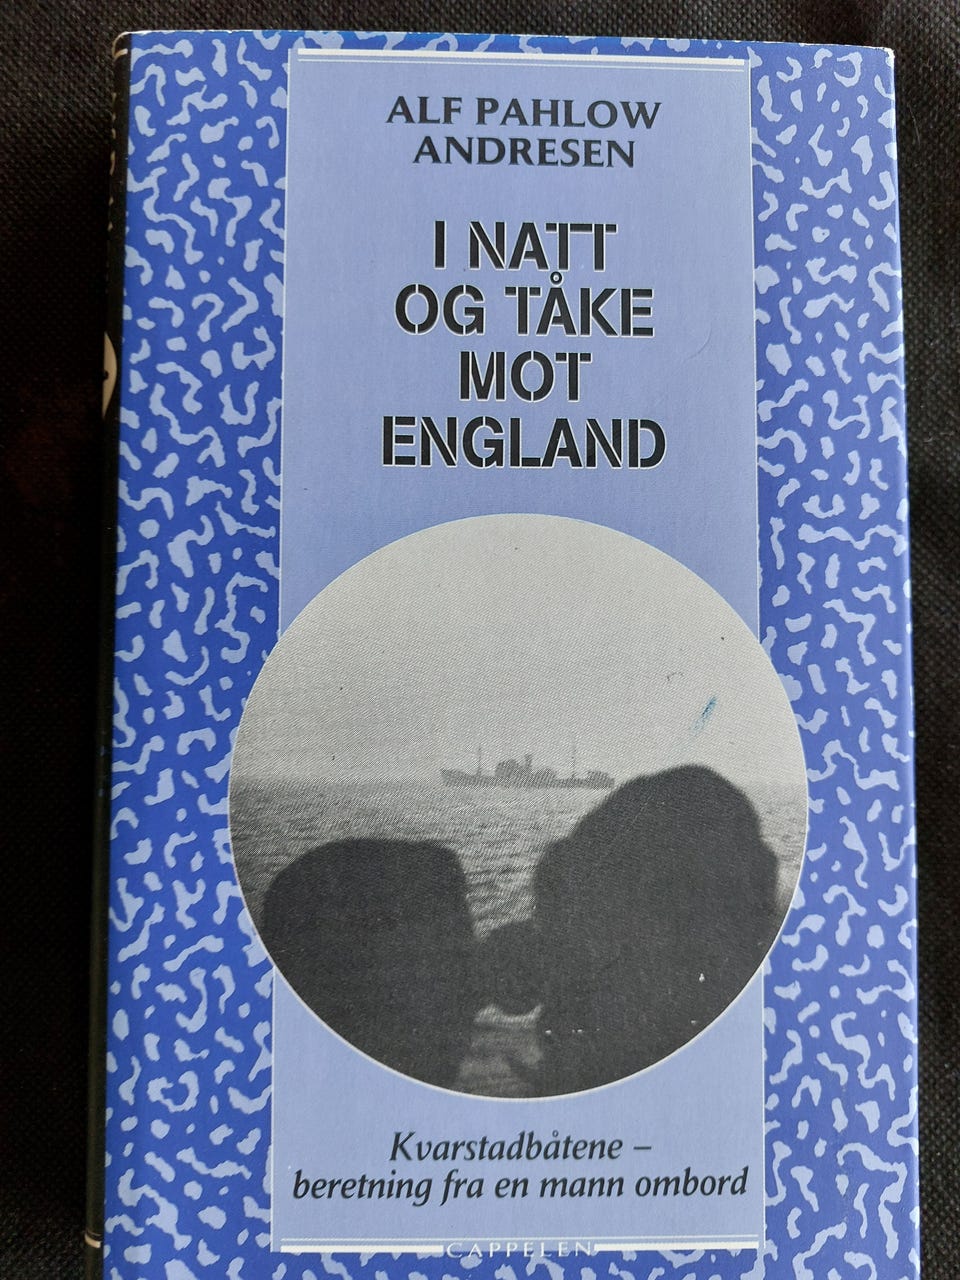 ALF PAHLOW
ANDRESEN
I NATT
OG TÅKE
MOT
ENGLAND
Kvarstadbåtene –
beretning fra en mann ombord
CAPPELEN